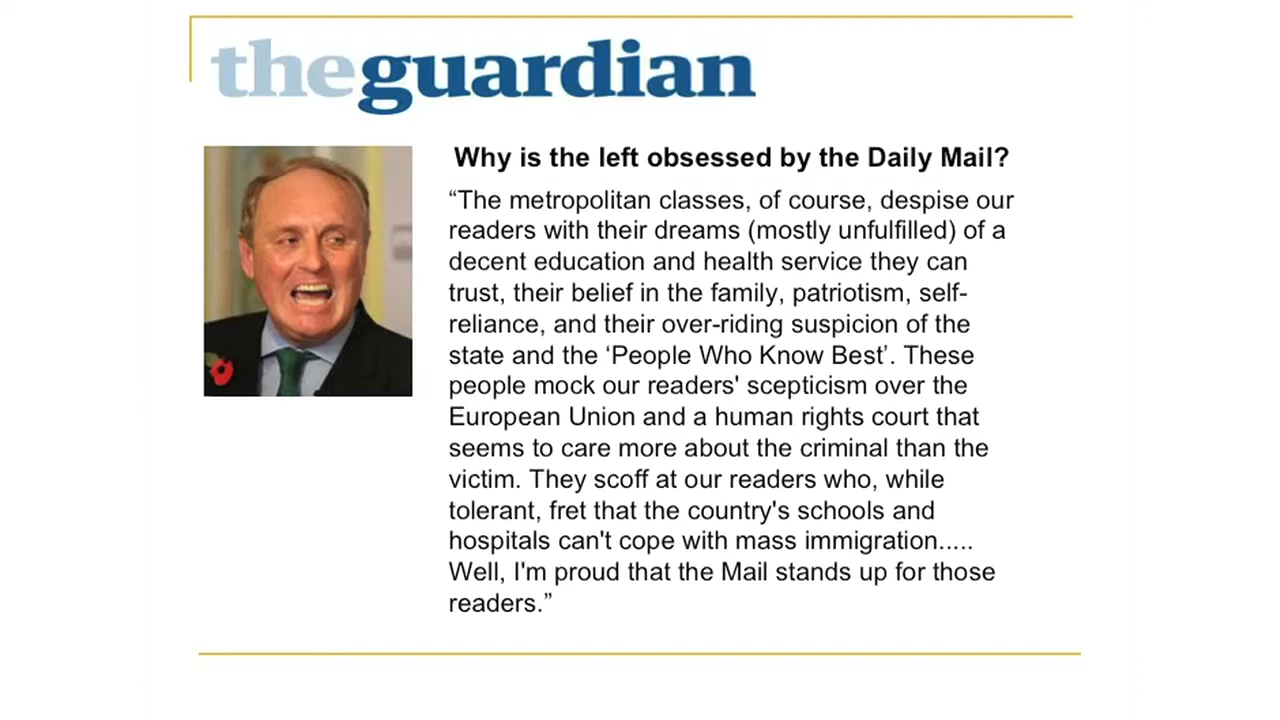 theguardian
Why is the left obsessed by the Daily Mail?
“The metropolitan classes, of course, despise our
readers with their dreams (mostly unfulfilled) of a
decent education and health service they can
trust, their belief in the family, patriotism, self-
reliance, and their over-riding suspicion of the
state and the ‘People Who Know Best’. These
people mock our readers' scepticism over the
European Union and a human rights court that
seems to care more about the criminal than the
victim. They scoff at our readers who, while
tolerant, fret that the country's schools and
hospitals can't cope with mass immigration.....
Well, I'm proud that the Mail stands up for those
readers.”